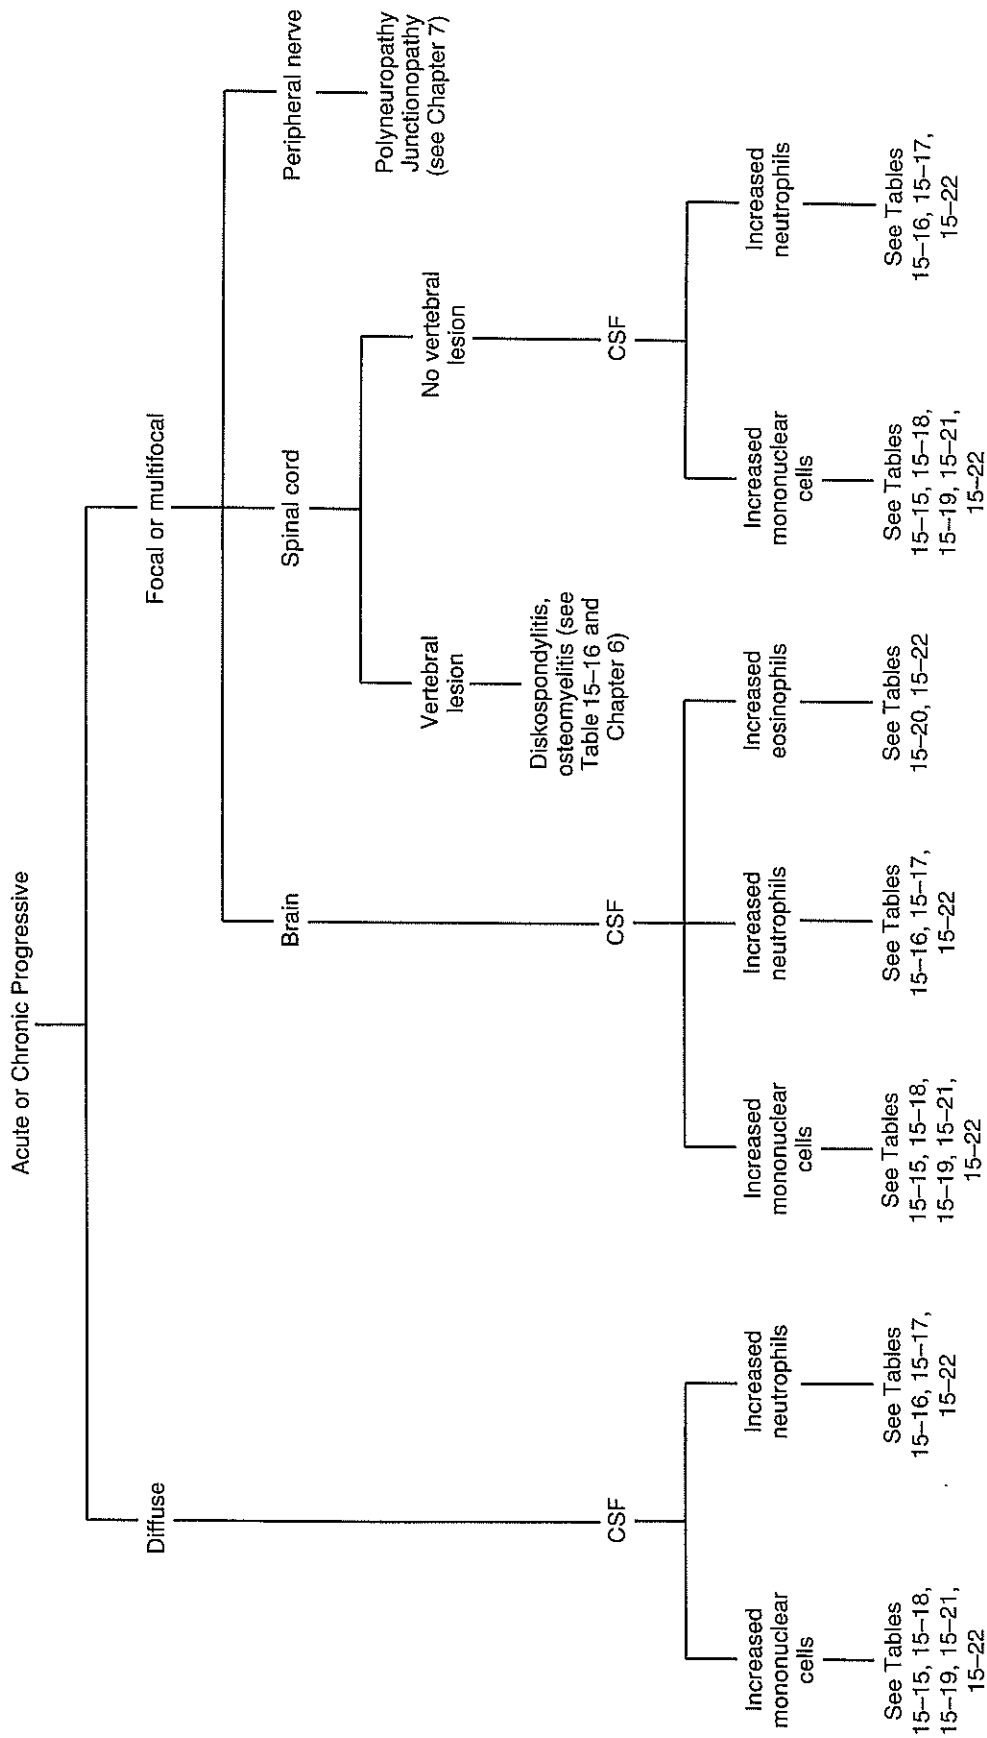 Acute or Chronic Progressive
Diffuse
Focal or multifocal
Brain
Spinal cord
Peripheral nerve
Vertebral
lesion
No vertebral
lesion
Polyneuropathy
Junctionopathy
(see Chapter 7)
Diskospondylitis,
osteomyelitis (see
Table 15–16 and
Chapter 6)
CSF
CSF
CSF
Increased
mononuclear
cells
Increased
neutrophils
Increased
mononuclear
cells
Increased
neutrophils
Increased
eosinophils
Increased
mononuclear
cells
Increased
neutrophils
See Tables
15–15, 15–18,
15–19, 15–21,
15–22
See Tables
15–16, 15–17,
15–22
See Tables
15–15, 15–18,
15–19, 15–21,
15–22
See Tables
15–16, 15–17,
15–22
See Tables
15–20, 15–22
See Tables
15–15, 15–18,
15–19, 15–21,
15–22
See Tables
15–16, 15–17,
15–22